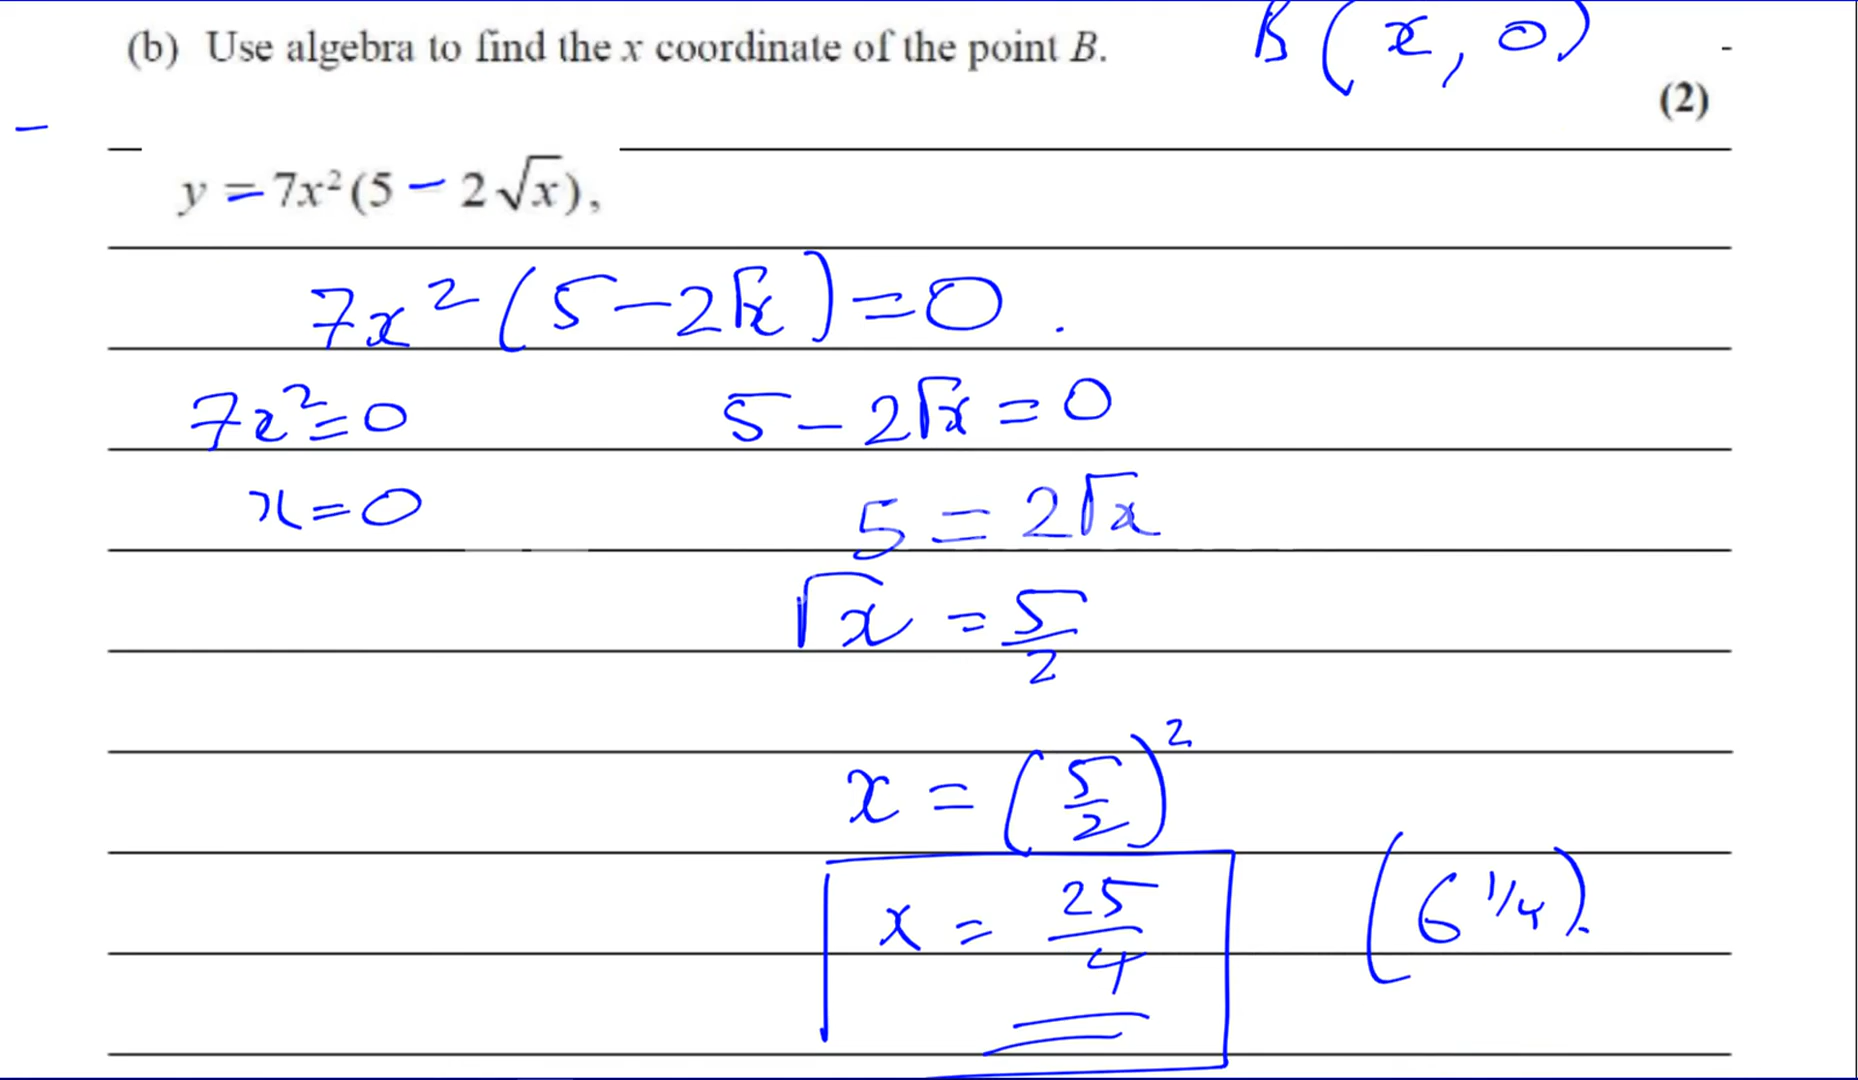 (b) Use algebra to find the x coordinate of the point B.
B(x, 0)
(2)
y = 7x²(5 − 2√x),
7x²(5−2√x)=0.
7x²=0
5−2√x=0
x=0
5=2√x
√x = 5/2
x = (5/2)²
x = 25/4
(6 1/4).